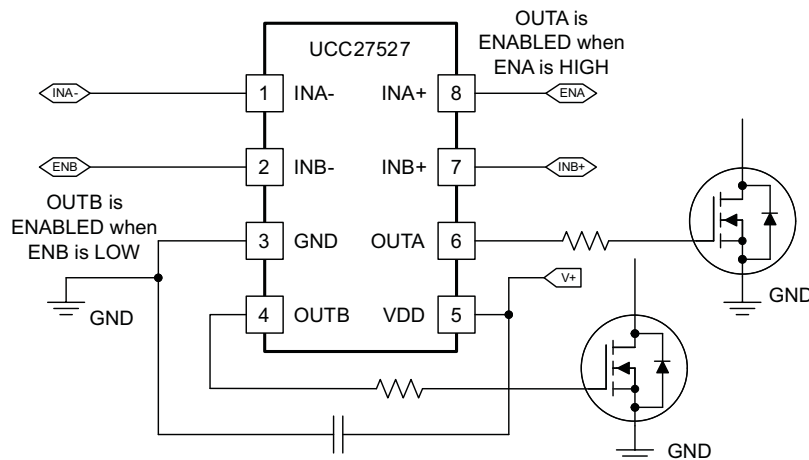 OUTA is
ENABLED when
ENA is HIGH
UCC27527
INA-
1
INA-
INA+
8
ENA
ENB
2
INB-
INB+
7
INB+
OUTB is
ENABLED when
ENB is LOW
3
GND
OUTA
6
GND
V+
GND
4
OUTB
VDD
5
GND